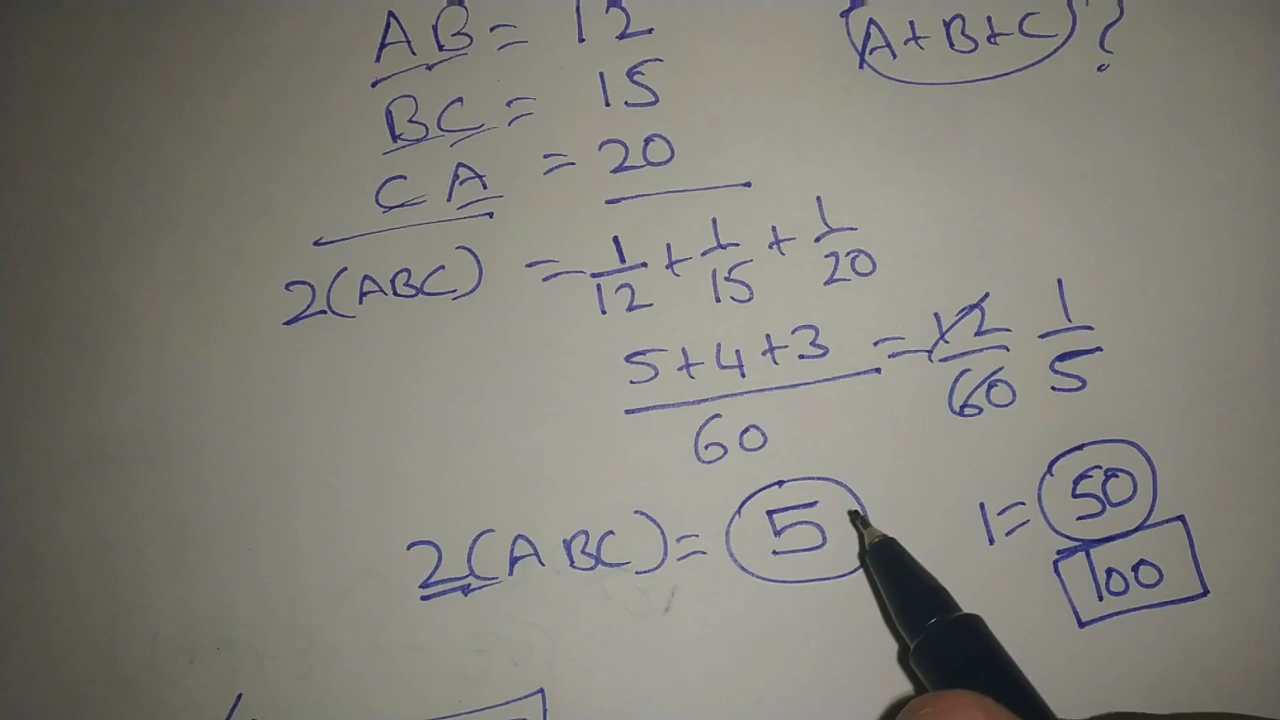 AB = 12
(A+B+C)?
BC = 15
CA = 20
2(ABC) = 1/12 + 1/15 + 1/20
5+4+3/60 = 12/60 1/5
2(ABC) = 5
1 = 50
100